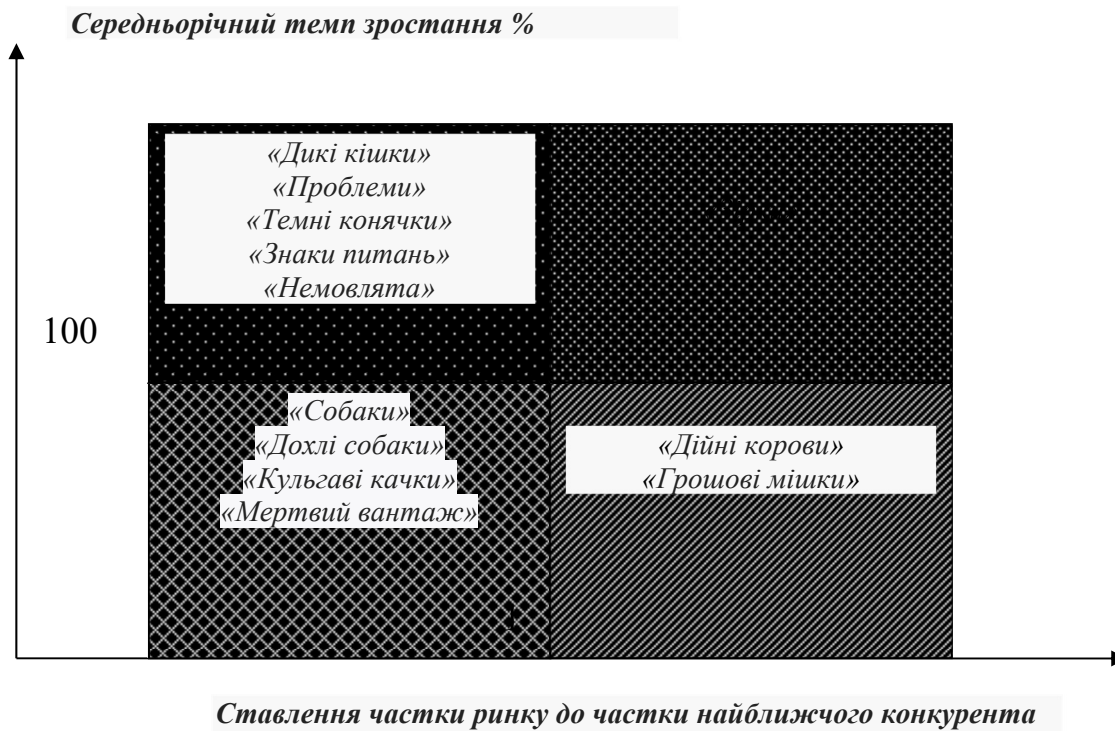 Середньорічний темп зростання %
«Дикі кішки»
«Проблеми»
«Темні конячки»
«Знаки питань»
«Немовлята»
100
«Собаки»
«Дохлі собаки»
«Кульгаві качки»
«Мертвий вантаж»
«Дійні корови»
«Грошові мішки»
1
Ставлення частки ринку до частки найближчого конкурента